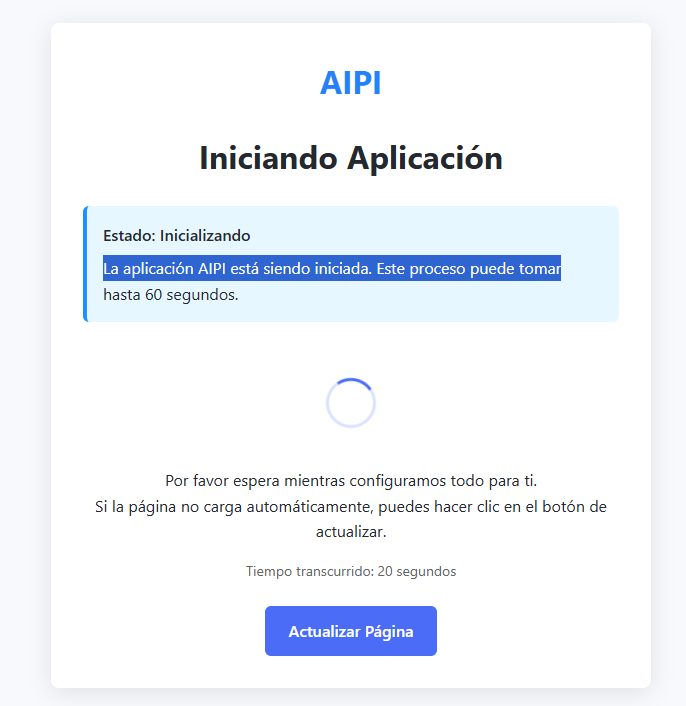 AIPI
Iniciando Aplicación
Estado: Inicializando
La aplicación AIPI está siendo iniciada. Este proceso puede tomar
hasta 60 segundos.
Por favor espera mientras configuramos todo para ti.
Si la página no carga automáticamente, puedes hacer clic en el botón de
actualizar.
Tiempo transcurrido: 20 segundos
Actualizar Página